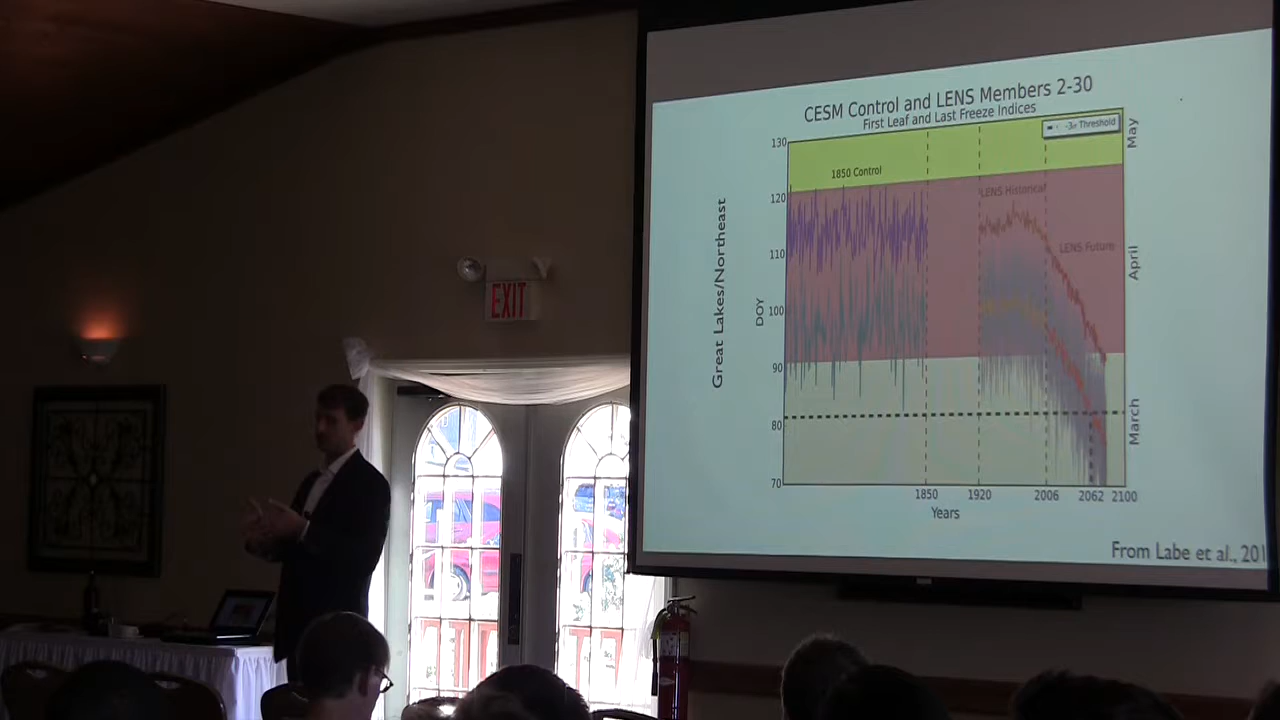 CESM Control and LENS Members 2-30
First Leaf and Last Freeze Indices
-3σ Threshold
1850 Control
LENS Historical
LENS Future
Great Lakes/Northeast
DOY
130
120
110
100
90
80
70
May
April
March
1850 1920 2006 2062 2100
Years
From Labe et al., 201
EXIT